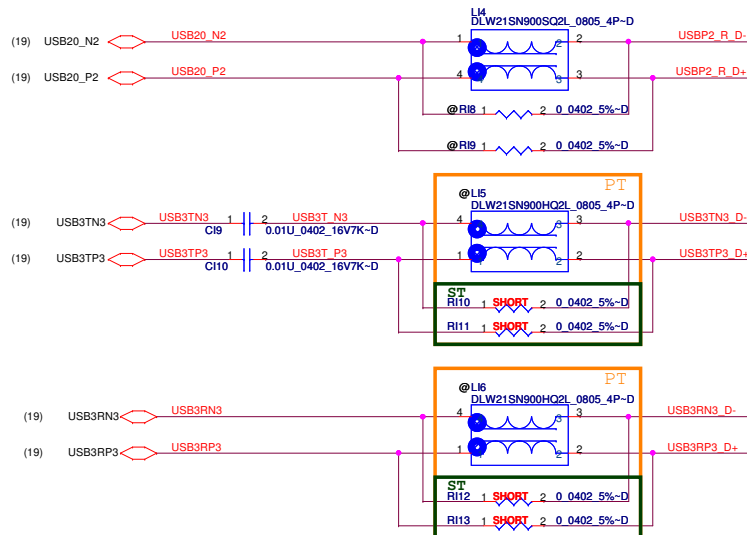 LI4
DLW21SN900SQ2L_0805_4P~D
(19) USB20_N2 USB20_N2 1 2 2 USBP2_R_D-
(19) USB20_P2 USB20_P2 4 3 3 USBP2_R_D+
@RI8 1 2 0_0402_5%~D
@RI9 1 2 0_0402_5%~D
PT
@LI5
DLW21SN900HQ2L_0805_4P~D
(19) USB3TN3 USB3TN3 1 2 USB3T_N3 4 3 3 USB3TN3_D-
CI9 0.01U_0402_16V7K~D
(19) USB3TP3 USB3TP3 1 2 USB3T_P3 1 2 2 USB3TP3_D+
CI10 0.01U_0402_16V7K~D
ST
RI10 1 SHORT 2 0_0402_5%~D
RI11 1 SHORT 2 0_0402_5%~D
PT
@LI6
DLW21SN900HQ2L_0805_4P~D
(19) USB3RN3 USB3RN3 4 3 3 USB3RN3_D-
(19) USB3RP3 USB3RP3 1 2 2 USB3RP3_D+
ST
RI12 1 SHORT 2 0_0402_5%~D
RI13 1 SHORT 2 0_0402_5%~D